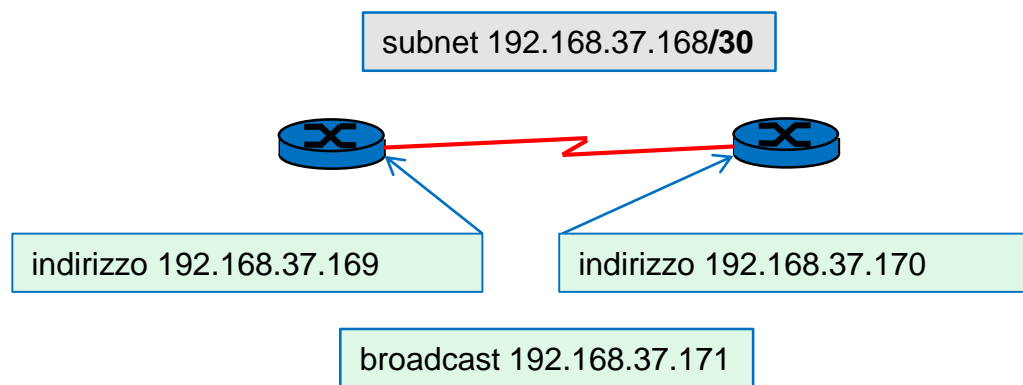 subnet 192.168.37.168/30
indirizzo 192.168.37.169
indirizzo 192.168.37.170
broadcast 192.168.37.171